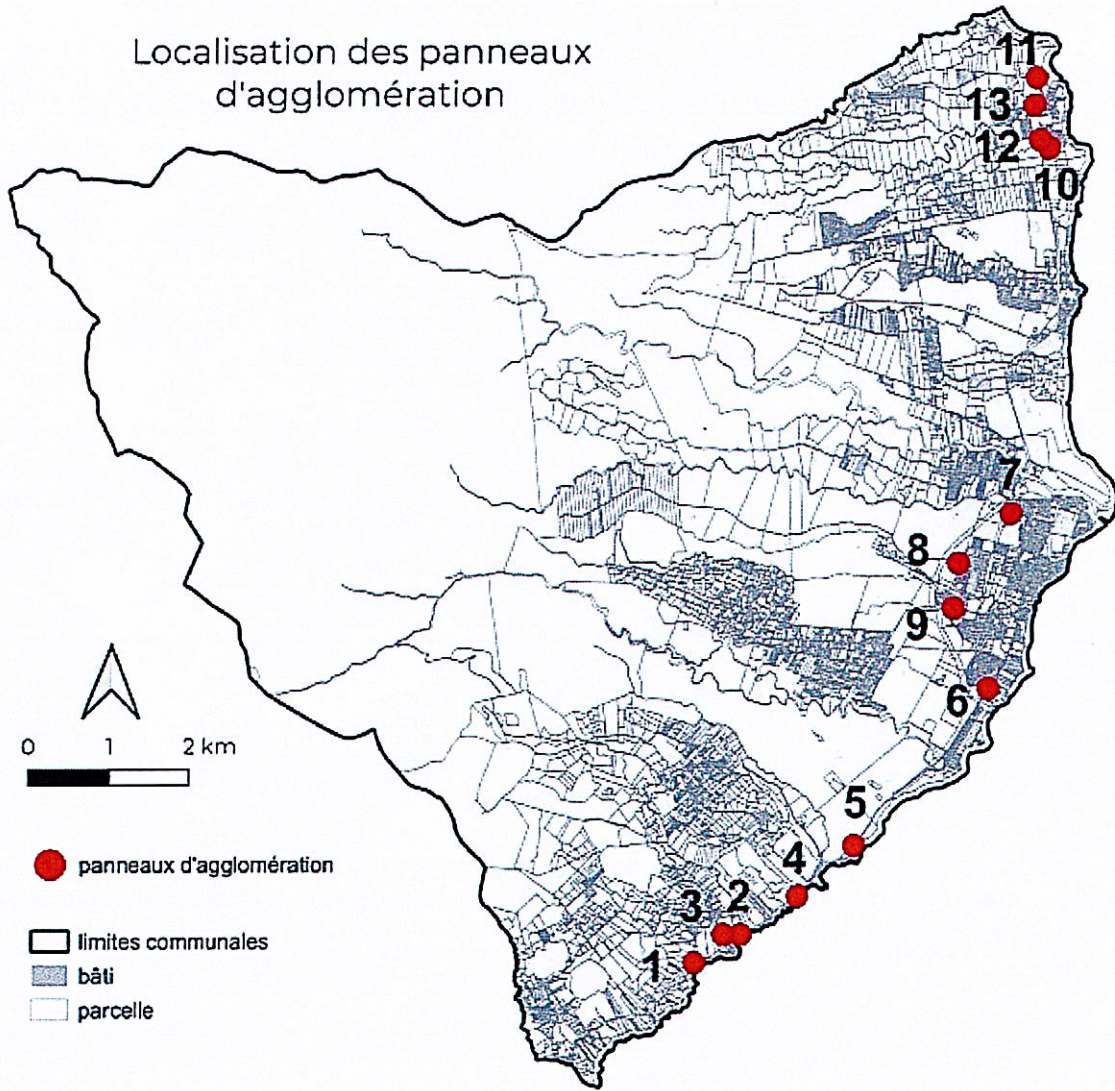 Localisation des panneaux
d'agglomération
11
13
12
10
7
8
9
6
0 1 2 km
5
4
3 2
1
panneaux d'agglomération
limites communales
bâti
parcelle